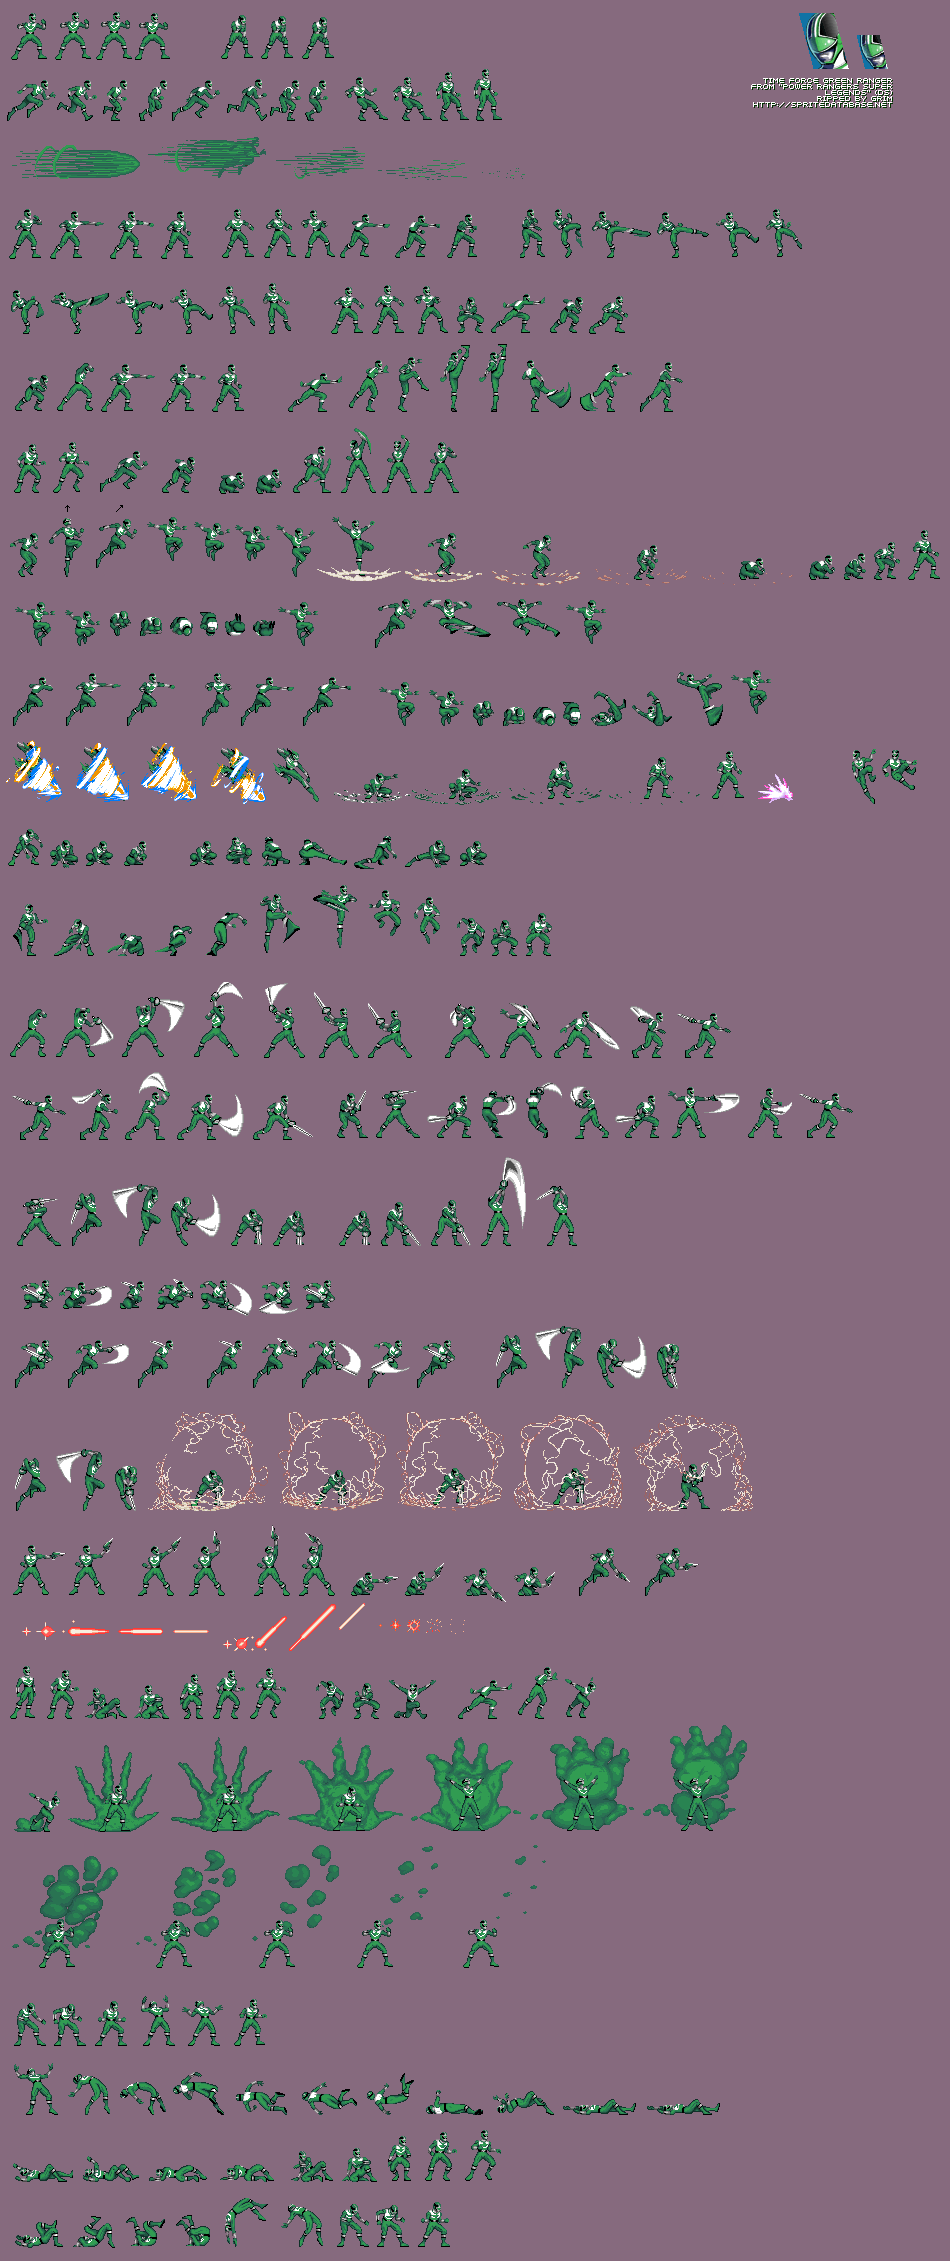 TIME FORCE GREEN RANGER
FROM "POWER RANGERS SUPER
LEGENDS" (DS)
RIPPED BY GRIM
HTTP://SPRITEDATABASE.NET